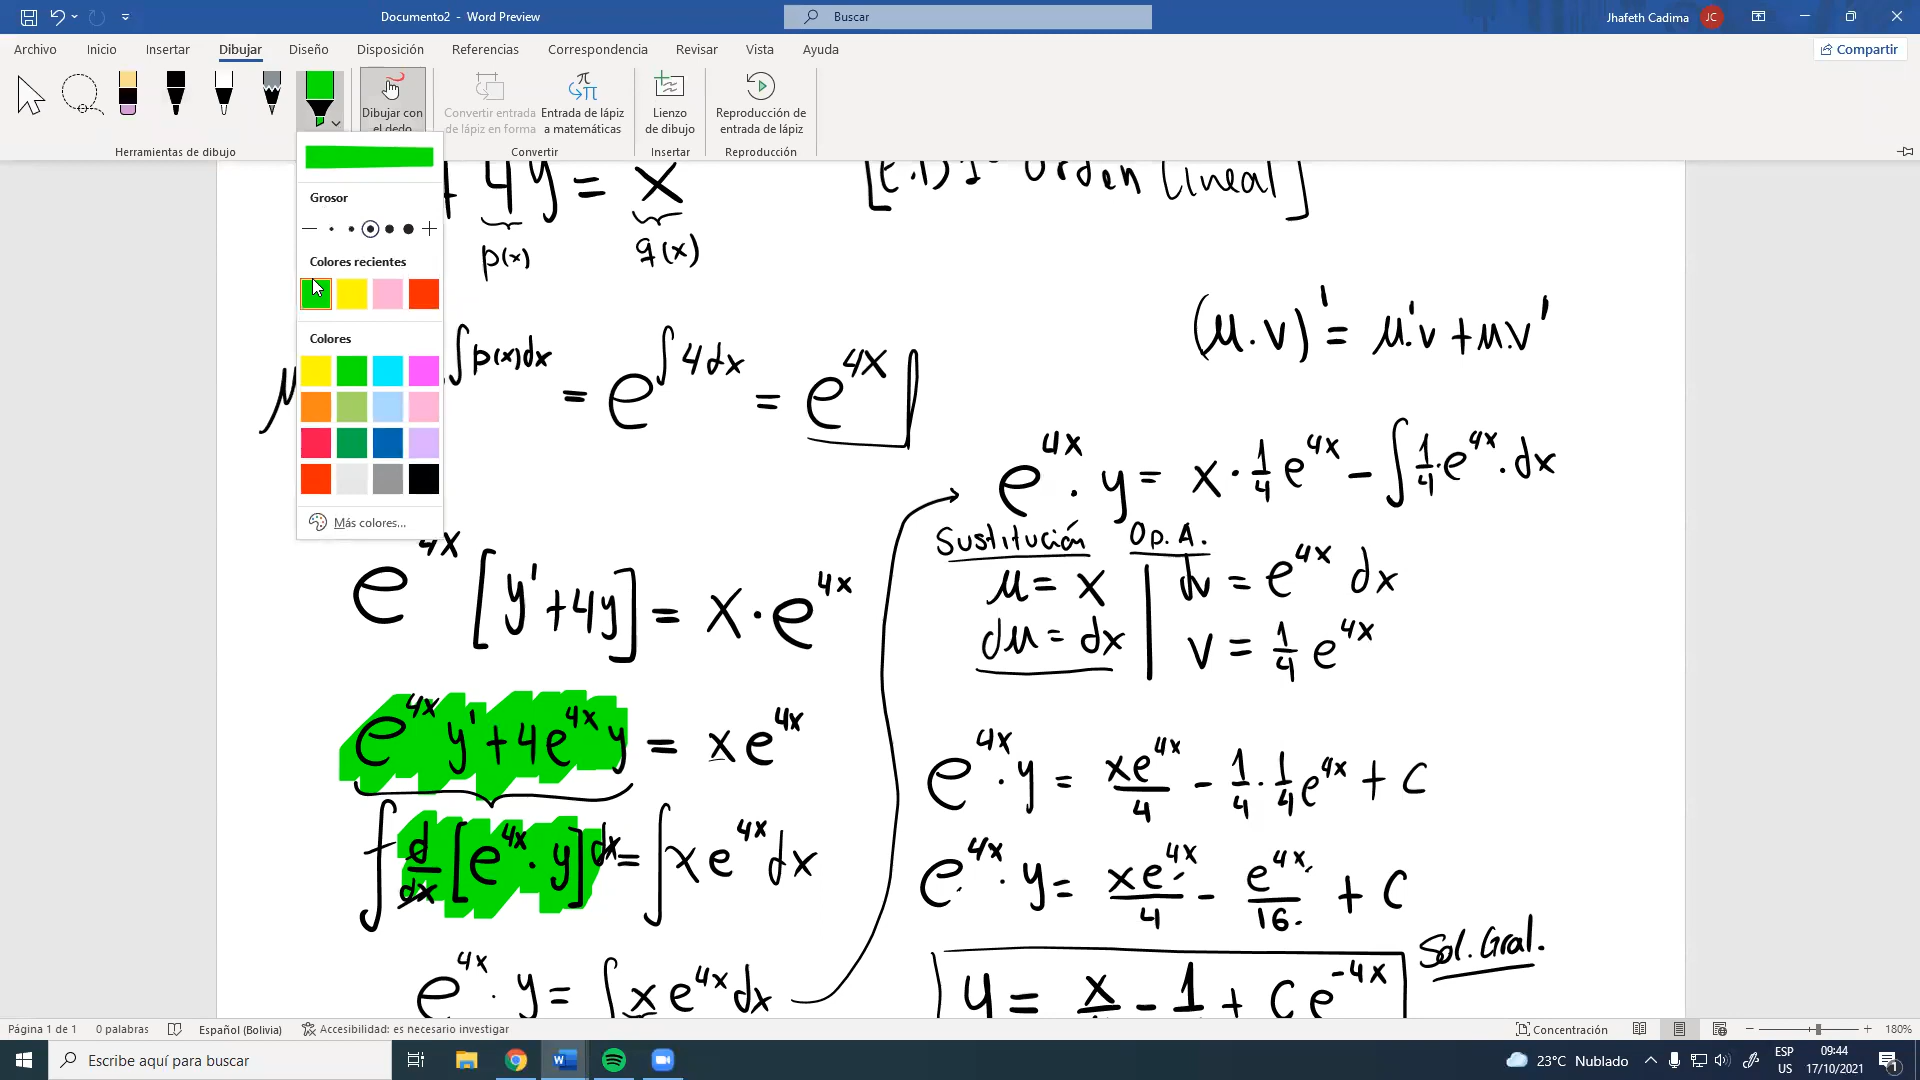 Documento2 - Word Preview
Buscar
Jhafeth Cadima
JC
Archivo Inicio Insertar Dibujar Diseño Disposición Referencias Correspondencia Revisar Vista Ayuda
Compartir
Dibujar con el dedo
Convertir entrada de lápiz en forma
Entrada de lápiz a matemáticas
Lienzo de dibujo
Reproducción de entrada de lápiz
Herramientas de dibujo
Convertir
Insertar
Reproducción
Grosor
Colores recientes
Colores
Más colores...
+ 4y = x
[E.D 1° Orden Lineal]
p(x) q(x)
(μ.v)' = μ'.v + μ.v'
μ ∫p(x)dx = e^∫4dx = e^4x
e^4x [y' + 4y] = x · e^4x
e^4x y' + 4e^4x y = xe^4x
∫ d/dx [e^4x · y] dx = ∫ x e^4x dx
e^4x · y = ∫ x e^4x dx
e^4x · y = x · 1/4 e^4x - ∫ 1/4 · e^4x · dx
Sustitución Op. A.
μ = x | dv = e^4x dx
du = dx | v = 1/4 e^4x
e^4x · y = xe^4x/4 - 1/4 · 1/4 e^4x + C
e^4x · y = xe^4x/4 - e^4x/16 + C
Sol. Gral.
y = x - 1 + Ce^-4x
Página 1 de 1 0 palabras Español (Bolivia) Accesibilidad: es necesario investigar
Concentración
180%
Escribe aquí para buscar
23°C Nublado
ESP
US
09:44
17/10/2021
1